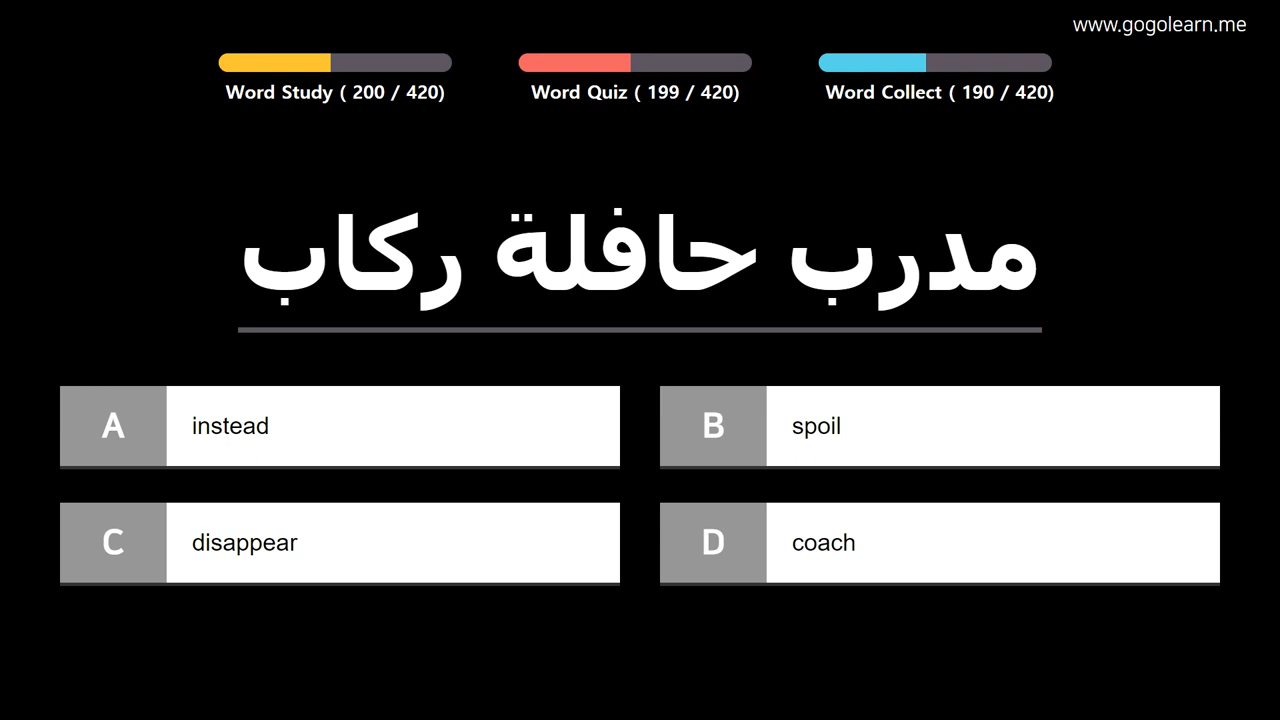 www.gogolearn.me
Word Study ( 200 / 420)
Word Quiz ( 199 / 420)
Word Collect ( 190 / 420)
مدرب حافلة ركاب
A instead
B spoil
C disappear
D coach